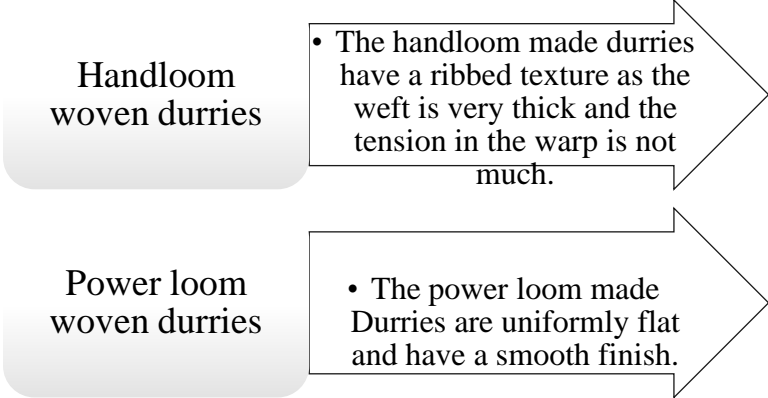 Handloom
woven durries
• The handloom made durries
have a ribbed texture as the
weft is very thick and the
tension in the warp is not
much.
Power loom
woven durries
• The power loom made
Durries are uniformly flat
and have a smooth finish.